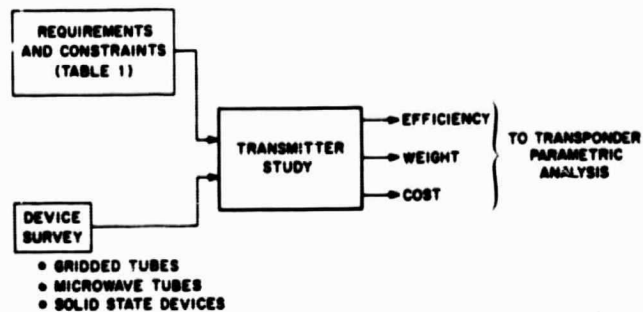 REQUIREMENTS
AND CONSTRAINTS
(TABLE 1)
TRANSMITTER
STUDY
EFFICIENCY
WEIGHT
COST
TO TRANSPONDER
PARAMETRIC
ANALYSIS
DEVICE
SURVEY
• GRIDDED TUBES
• MICROWAVE TUBES
• SOLID STATE DEVICES